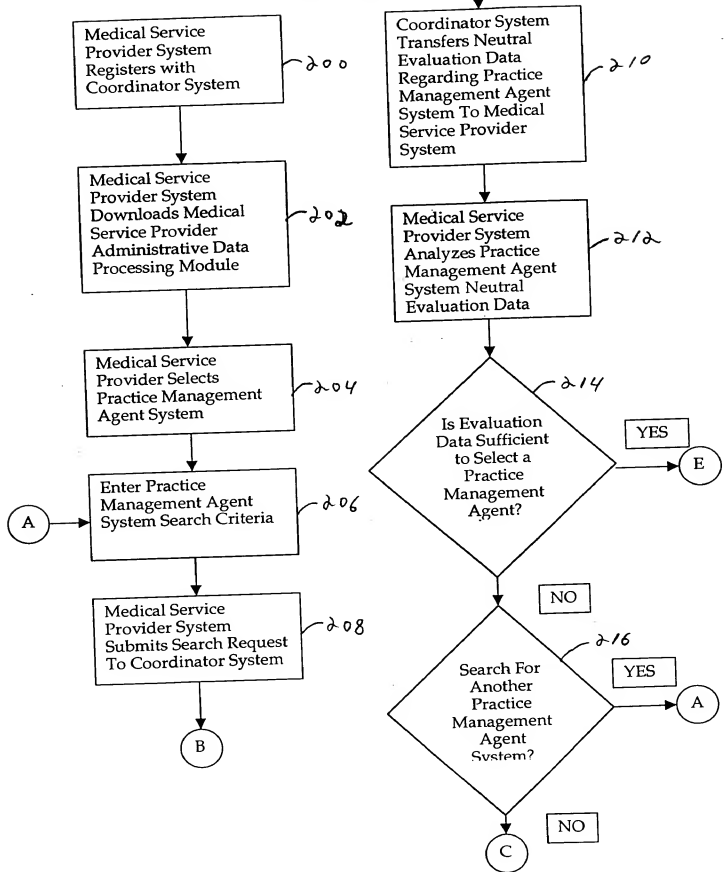 Medical Service
Provider System
Registers with
Coordinator System
200
Medical Service
Provider System
Downloads Medical
Service Provider
Administrative Data
Processing Module
202
Medical Service
Provider Selects
Practice Management
Agent System
204
A
Enter Practice
Management Agent
System Search Criteria
206
Medical Service
Provider System
Submits Search Request
To Coordinator System
208
B
Coordinator System
Transfers Neutral
Evaluation Data
Regarding Practice
Management Agent
System To Medical
Service Provider
System
210
Medical Service
Provider System
Analyzes Practice
Management Agent
System Neutral
Evaluation Data
212
Is Evaluation
Data Sufficient
to Select a
Practice
Management
Agent?
214
YES
E
NO
Search For
Another
Practice
Management
Agent
System?
216
YES
A
NO
C